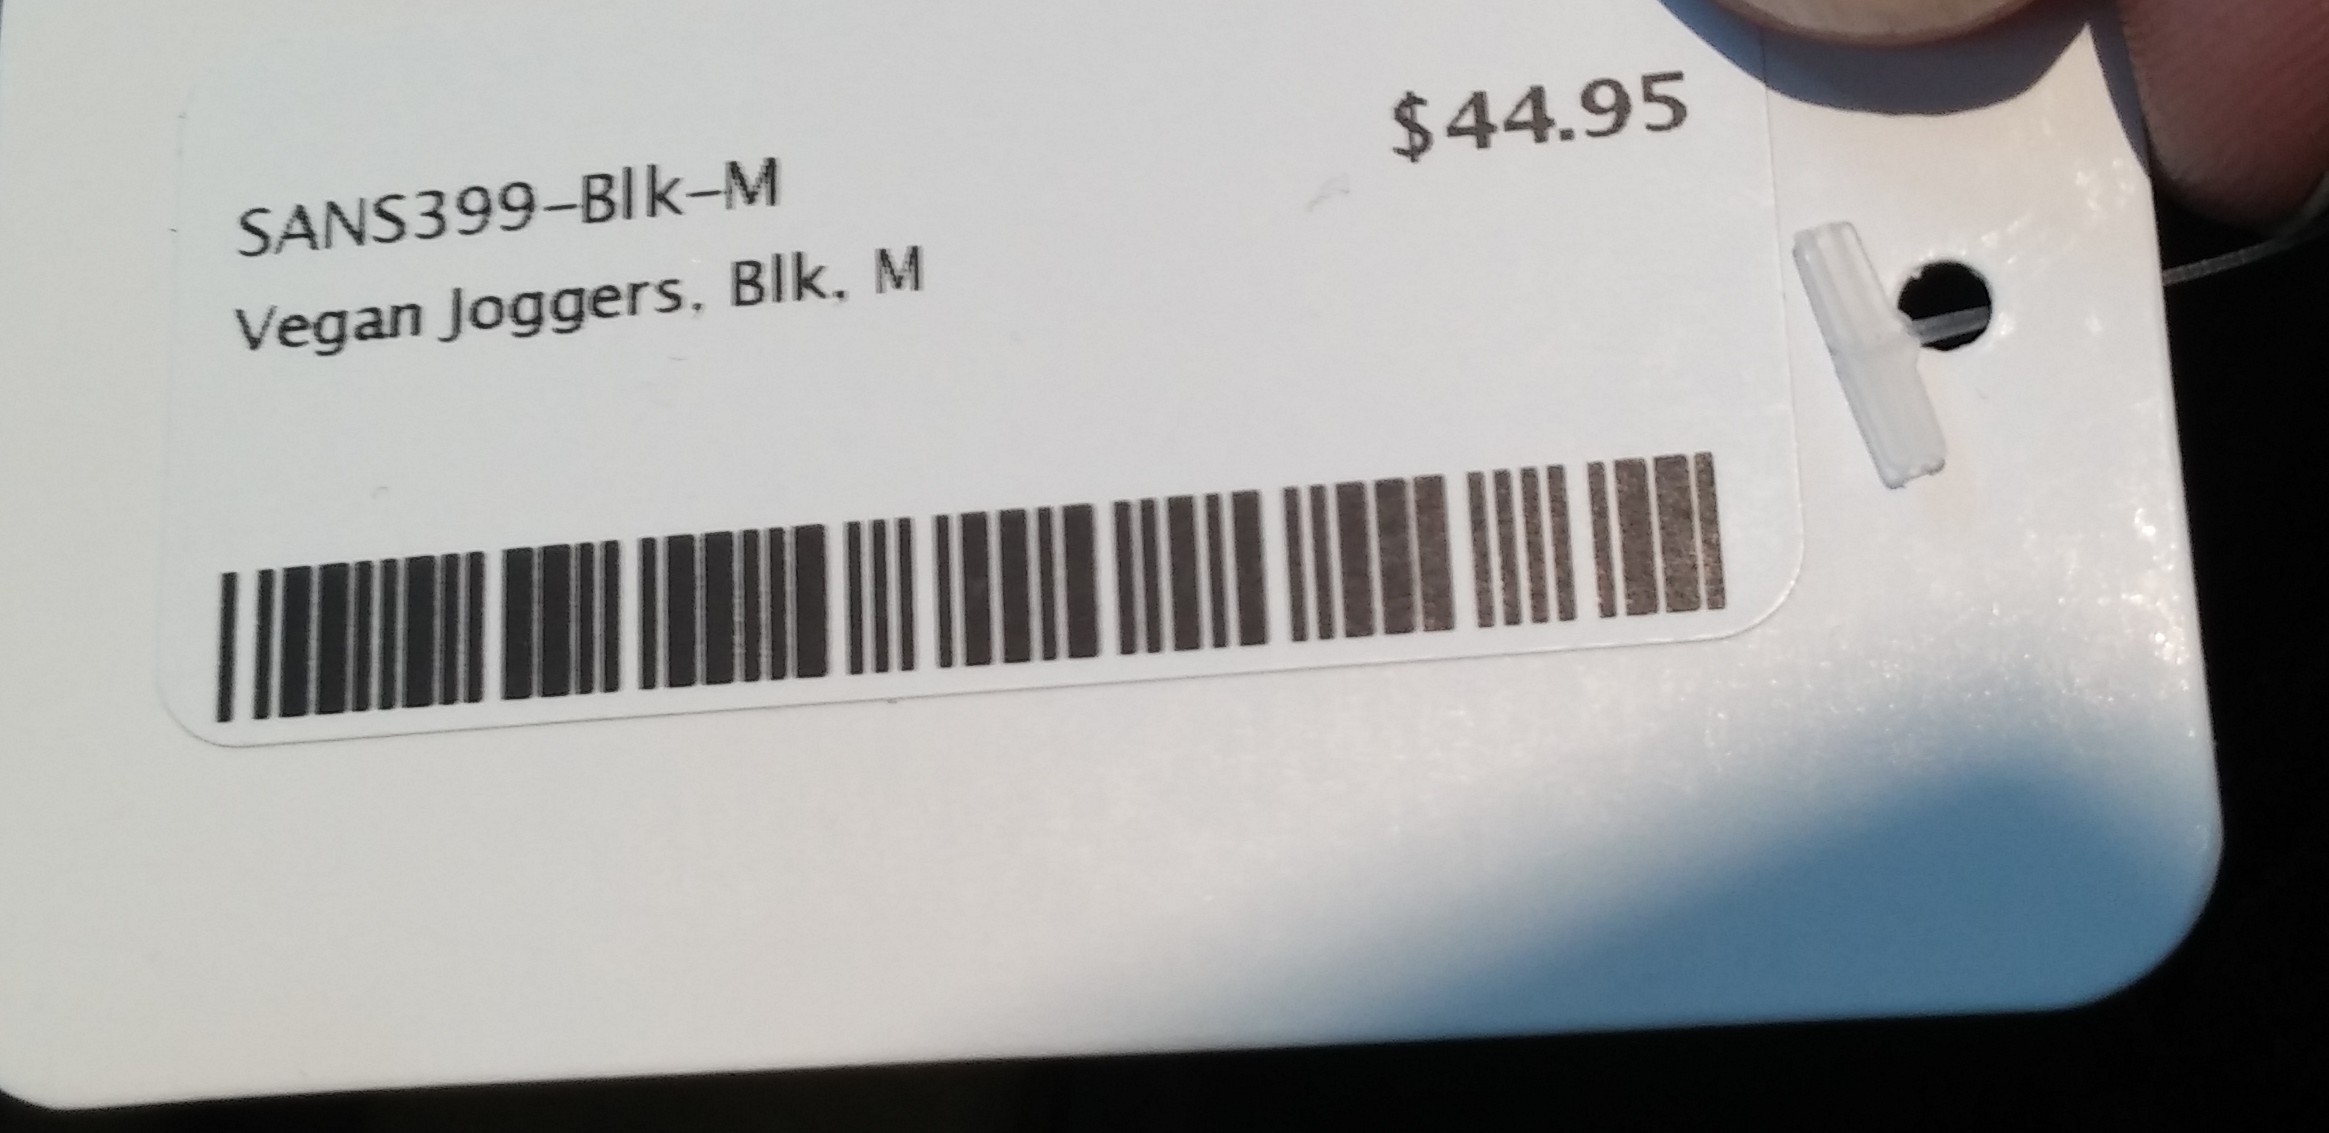 $44.95
SANS399-Blk-M
Vegan Joggers, Blk, M